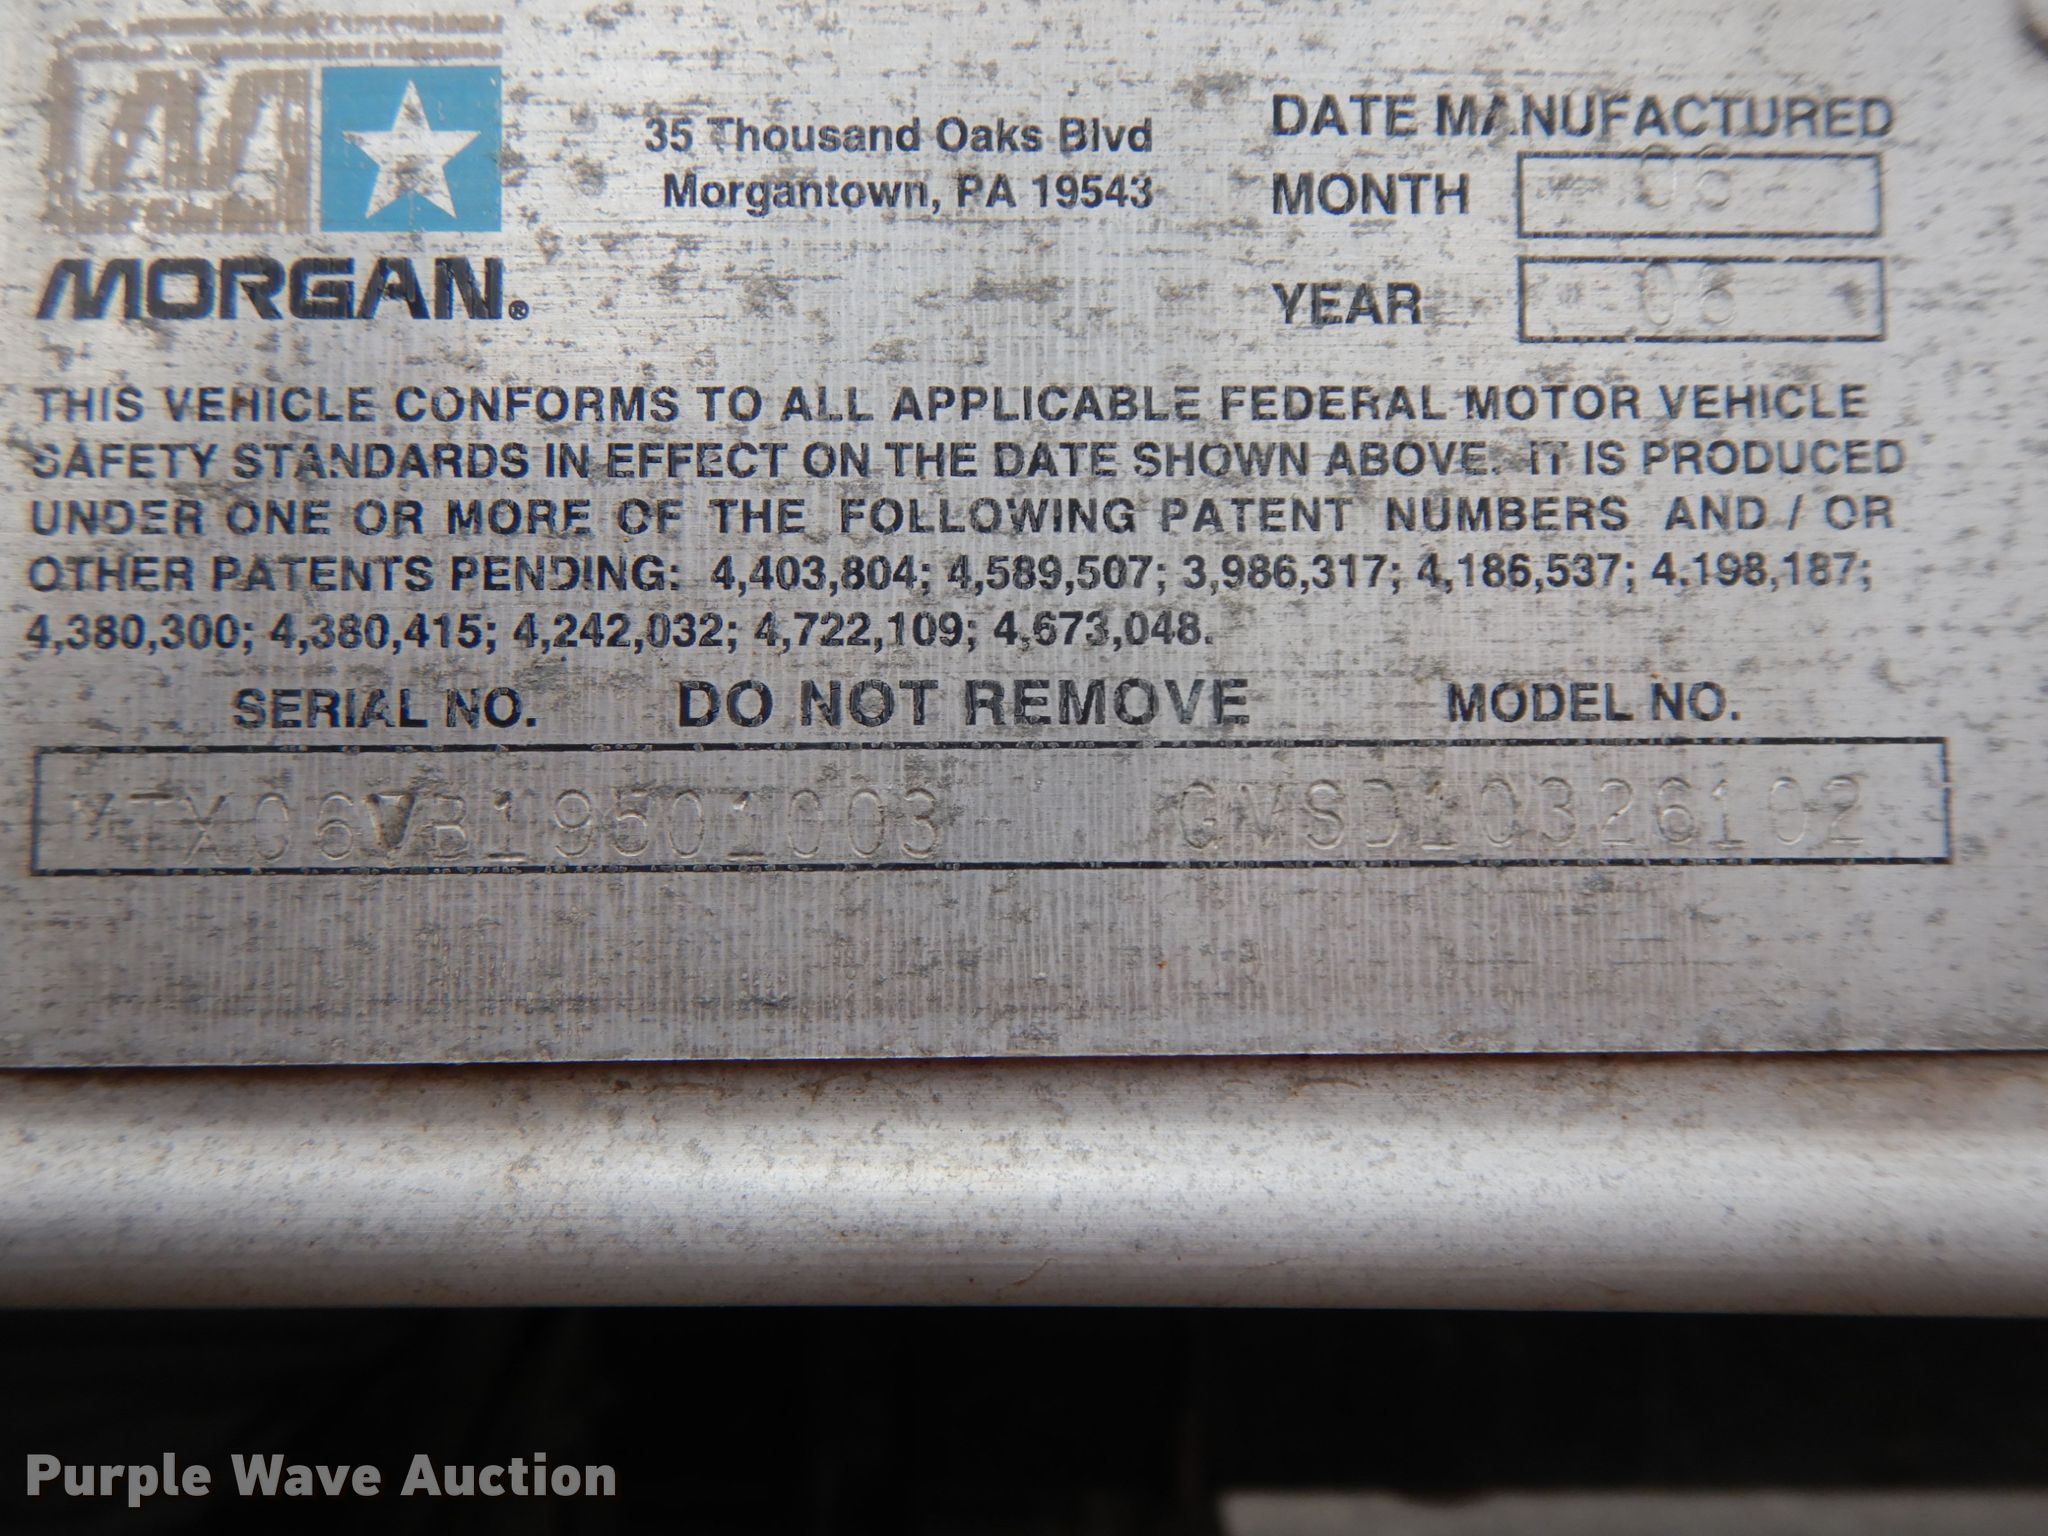 35 Thousand Oaks Blvd
Morgantown, PA 19543
MORGAN®
DATE MANUFACTURED
MONTH
YEAR
THIS VEHICLE CONFORMS TO ALL APPLICABLE FEDERAL MOTOR VEHICLE
SAFETY STANDARDS IN EFFECT ON THE DATE SHOWN ABOVE. IT IS PRODUCED
UNDER ONE OR MORE OF THE FOLLOWING PATENT NUMBERS AND / OR
OTHER PATENTS PENDING: 4,403,804; 4,589,507; 3,986,317; 4,186,537; 4,198,187;
4,380,300; 4,380,415; 4,242,032; 4,722,109; 4,673,048.
SERIAL NO. DO NOT REMOVE MODEL NO.
MTX06VB19501003 GVSD10326102
Purple Wave Auction